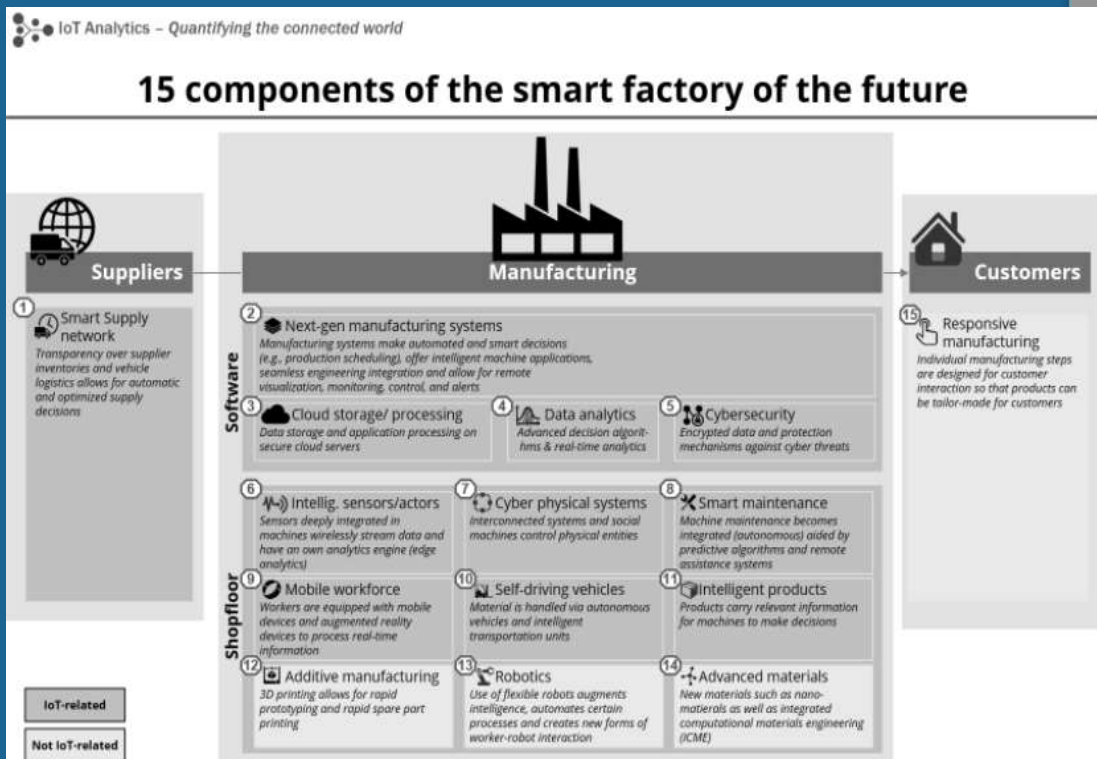 IoT Analytics – Quantifying the connected world
15 components of the smart factory of the future
Suppliers
1
Smart Supply
network
Transparency over supplier
inventories and vehicle
logistics allows for automatic
and optimized supply
decisions
Manufacturing
Software
2
Next-gen manufacturing systems
Manufacturing systems make automated and smart decisions
(e.g., production scheduling), offer intelligent machine applications,
seamless engineering integration and allow for remote
visualization, monitoring, control, and alerts
3
Cloud storage/ processing
Data storage and application processing on
secure cloud servers
4
Data analytics
Advanced decision algorit-
hms & real-time analytics
5
Cybersecurity
Encrypted data and protection
mechanisms against cyber threats
Shopfloor
6
Intellig. sensors/actors
Sensors deeply integrated in
machines wirelessly stream data and
have an own analytics engine (edge
analytics)
7
Cyber physical systems
Interconnected systems and social
machines control physical entities
8
Smart maintenance
Machine maintenance becomes
integrated (autonomous) aided by
predictive algorithms and remote
assistance systems
9
Mobile workforce
Workers are equipped with mobile
devices and augmented reality
devices to process real-time
information
10
Self-driving vehicles
Material is handled via autonomous
vehicles and intelligent
transportation units
11
Intelligent products
Products carry relevant information
for machines to make decisions
12
Additive manufacturing
3D printing allows for rapid
prototyping and rapid spare part
printing
13
Robotics
Use of flexible robots augments
intelligence, automates certain
processes and creates new forms of
worker-robot interaction
14
Advanced materials
New materials such as nano-
matierals as well as integrated
computational materials engineering
(ICME)
Customers
15
Responsive
manufacturing
Individual manufacturing steps
are designed for customer
interaction so that products can
be tailor-made for customers
IoT-related
Not IoT-related